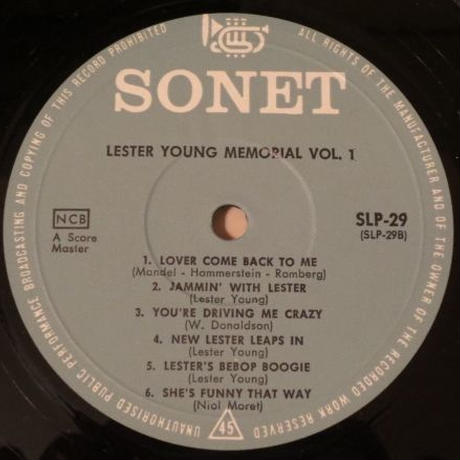 SONET
LESTER YOUNG MEMORIAL VOL. 1
NCB
A Score
Master
SLP-29
(SLP-29B)
1. LOVER COME BACK TO ME
(Mandel - Hammerstein - Romberg)
2. JAMMIN' WITH LESTER
(Lester Young)
3. YOU'RE DRIVING ME CRAZY
(W. Donaldson)
4. NEW LESTER LEAPS IN
(Lester Young)
5. LESTER'S BEBOP BOOGIE
(Lester Young)
6. SHE'S FUNNY THAT WAY
(Niol Moret)
45
ALL RIGHTS OF THE MANUFACTURER AND OF THE OWNER OF THE RECORDED WORK RESERVED
UNAUTHORISED PUBLIC PERFORMANCE BROADCASTING AND COPYING OF THIS RECORD PROHIBITED